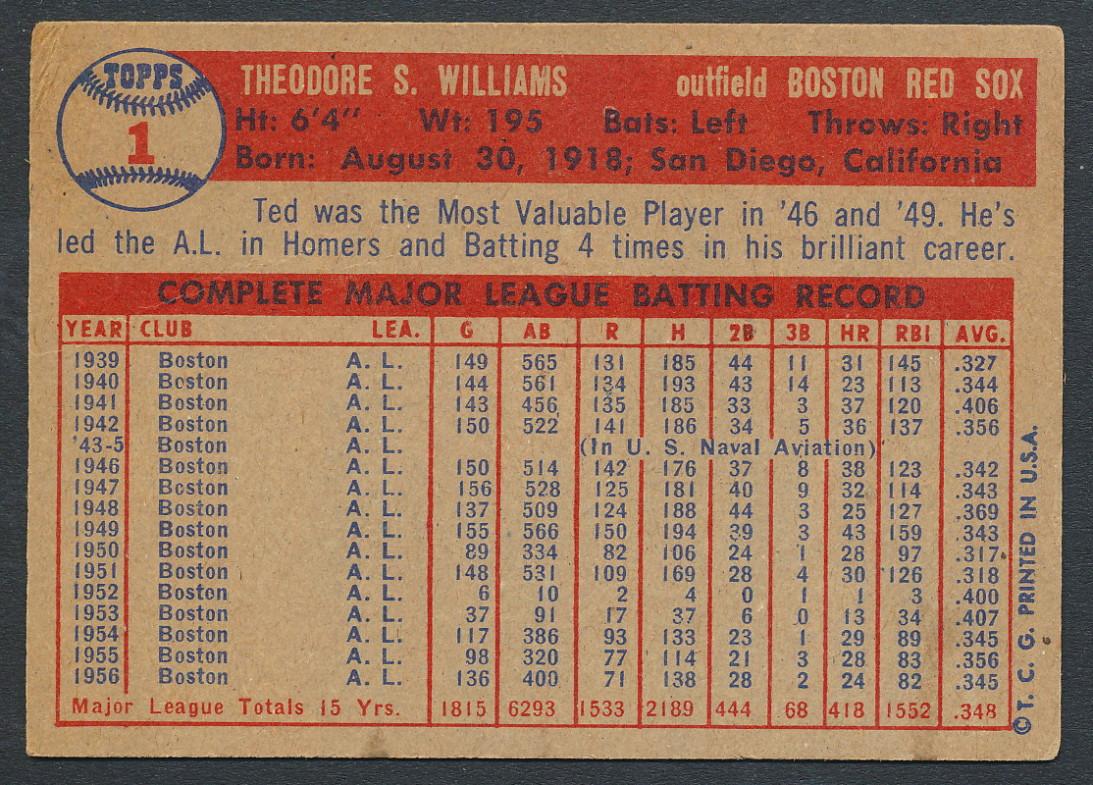 TOPPS
1
THEODORE S. WILLIAMS outfield BOSTON RED SOX
Ht: 6'4" Wt: 195 Bats: Left Throws: Right
Born: August 30, 1918; San Diego, California
Ted was the Most Valuable Player in '46 and '49. He's
led the A.L. in Homers and Batting 4 times in his brilliant career.
COMPLETE MAJOR LEAGUE BATTING RECORD
YEAR CLUB LEA. G AB R H 2B 3B HR RBI AVG.
1939 Boston A. L. 149 565 131 185 44 11 31 145 .327
1940 Boston A. L. 144 561 134 193 43 14 23 113 .344
1941 Boston A. L. 143 456 135 185 33 3 37 120 .406
1942 Boston A. L. 150 522 141 186 34 5 36 137 .356
'43-5 Boston A. L. (In U. S. Naval Aviation)
1946 Boston A. L. 150 514 142 176 37 8 38 123 .342
1947 Boston A. L. 156 528 125 181 40 9 32 114 .343
1948 Boston A. L. 137 509 124 188 44 3 25 127 .369
1949 Boston A. L. 155 566 150 194 39 3 43 159 .343
1950 Boston A. L. 89 334 82 106 24 1 28 97 .317
1951 Boston A. L. 148 531 109 169 28 4 30 126 .318
1952 Boston A. L. 6 10 2 4 0 1 1 3 .400
1953 Boston A. L. 37 91 17 37 6 0 13 34 .407
1954 Boston A. L. 117 386 93 133 23 1 29 89 .345
1955 Boston A. L. 98 320 77 114 21 3 28 83 .356
1956 Boston A. L. 136 400 71 138 28 2 24 82 .345
Major League Totals 15 Yrs. 1815 6293 1533 2189 444 68 418 1552 .348
© T. C. G. PRINTED IN U.S.A.